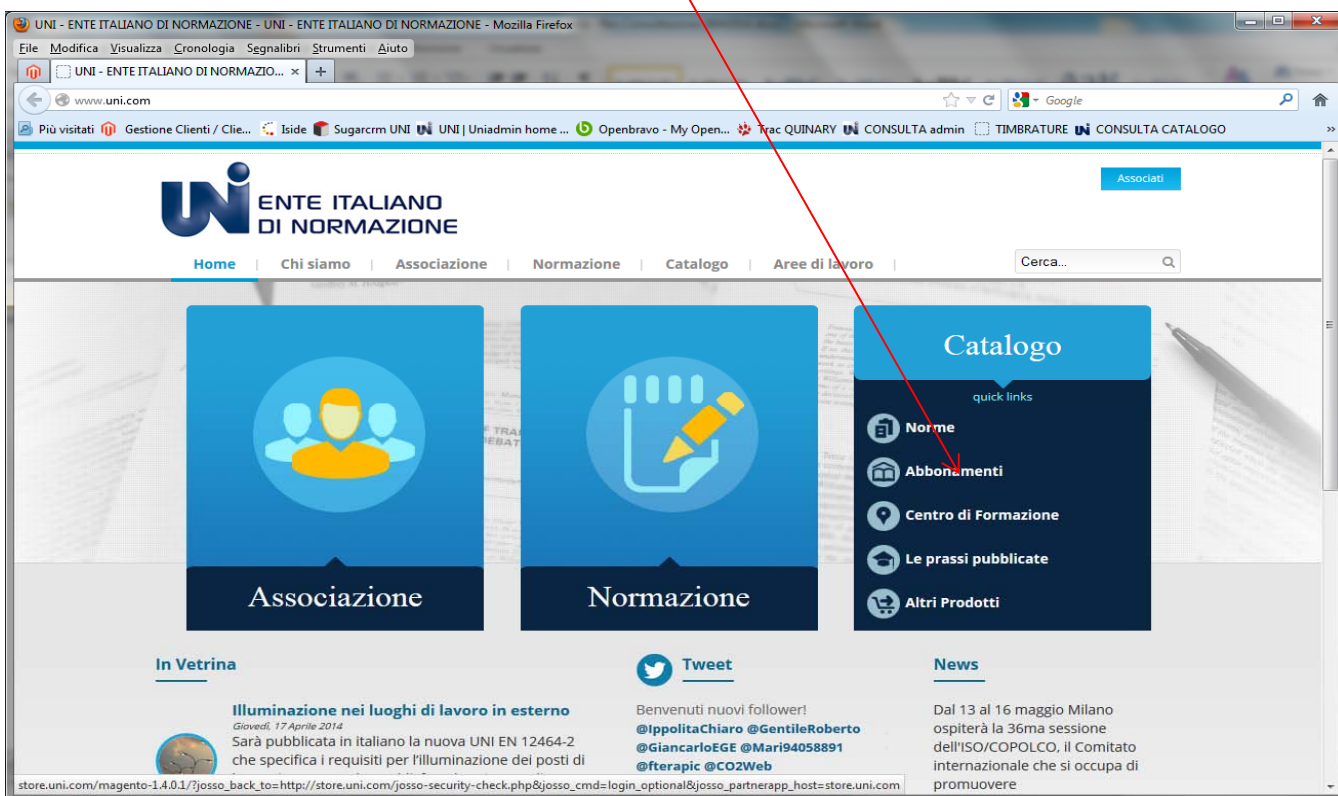 UNI - ENTE ITALIANO DI NORMAZIONE - UNI - ENTE ITALIANO DI NORMAZIONE - Mozilla Firefox
File Modifica Visualizza Cronologia Segnalibri Strumenti Aiuto
UNI - ENTE ITALIANO DI NORMAZIO... × +
www.uni.com Google
Più visitati Gestione Clienti / Clie... Iside Sugarcrm UNI UNI | Uniadmin home ... Openbravo - My Open... Trac QUINARY CONSULTA admin TIMBRATURE CONSULTA CATALOGO »
Associati
UNI ENTE ITALIANO
DI NORMAZIONE
Home | Chi siamo | Associazione | Normazione | Catalogo | Aree di lavoro |
Cerca...
Associazione
Normazione
Catalogo
quick links
Norme
Abbonamenti
Centro di Formazione
Le prassi pubblicate
Altri Prodotti
In Vetrina
Illuminazione nei luoghi di lavoro in esterno
Giovedì, 17 Aprile 2014
Sarà pubblicata in italiano la nuova UNI EN 12464-2
che specifica i requisiti per l'illuminazione dei posti di
Tweet
Benvenuti nuovi follower!
@IppolitaChiaro @GentileRoberto
@GiancarloEGE @Mari94058891
@fterapic @CO2Web
News
Dal 13 al 16 maggio Milano
ospiterà la 36ma sessione
dell'ISO/COPOLCO, il Comitato
internazionale che si occupa di
promuovere
store.uni.com/magento-1.4.0.1/?josso_back_to=http://store.uni.com/josso-security-check.php&josso_cmd=login_optional&josso_partnerapp_host=store.uni.com